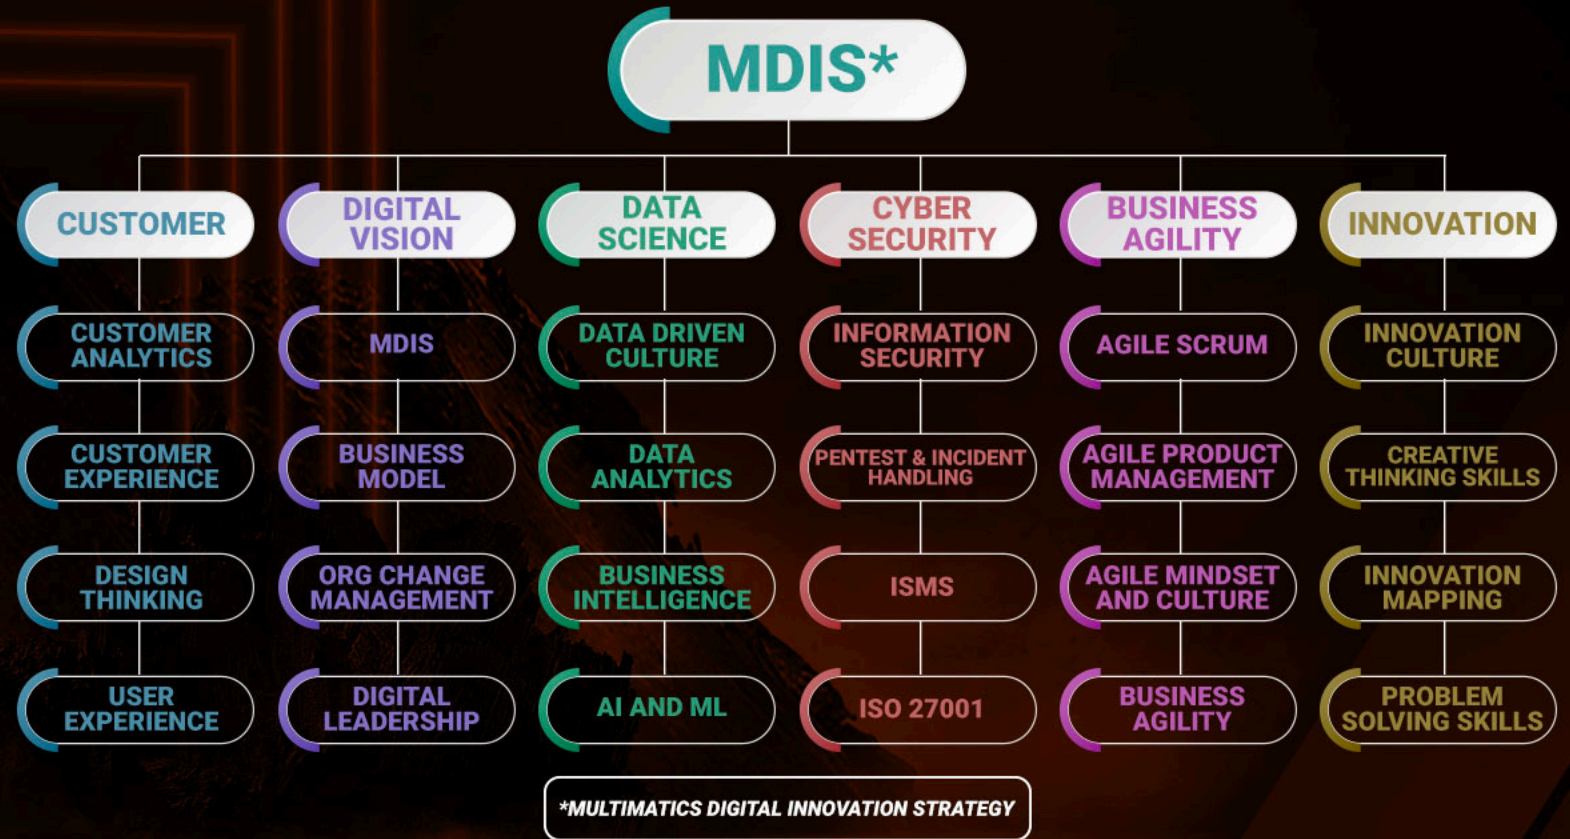 MDIS*
CUSTOMER
DIGITAL
VISION
DATA
SCIENCE
CYBER
SECURITY
BUSINESS
AGILITY
INNOVATION
CUSTOMER
ANALYTICS
MDIS
DATA DRIVEN
CULTURE
INFORMATION
SECURITY
AGILE SCRUM
INNOVATION
CULTURE
CUSTOMER
EXPERIENCE
BUSINESS
MODEL
DATA
ANALYTICS
PENTEST & INCIDENT
HANDLING
AGILE PRODUCT
MANAGEMENT
CREATIVE
THINKING SKILLS
DESIGN
THINKING
ORG CHANGE
MANAGEMENT
BUSINESS
INTELLIGENCE
ISMS
AGILE MINDSET
AND CULTURE
INNOVATION
MAPPING
USER
EXPERIENCE
DIGITAL
LEADERSHIP
AI AND ML
ISO 27001
BUSINESS
AGILITY
PROBLEM
SOLVING SKILLS
*MULTIMATICS DIGITAL INNOVATION STRATEGY